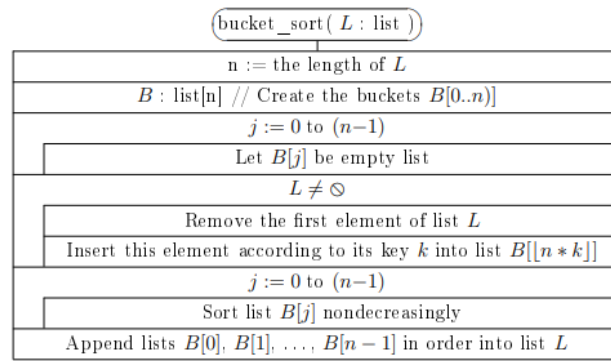 bucket_sort( L : list )
n := the length of L
B : list[n] // Create the buckets B[0..n)]
j := 0 to (n−1)
Let B[j] be empty list
L ≠ ⦸
Remove the first element of list L
Insert this element according to its key k into list B[⌊n * k⌋]
j := 0 to (n−1)
Sort list B[j] nondecreasingly
Append lists B[0], B[1], . . . , B[n − 1] in order into list L